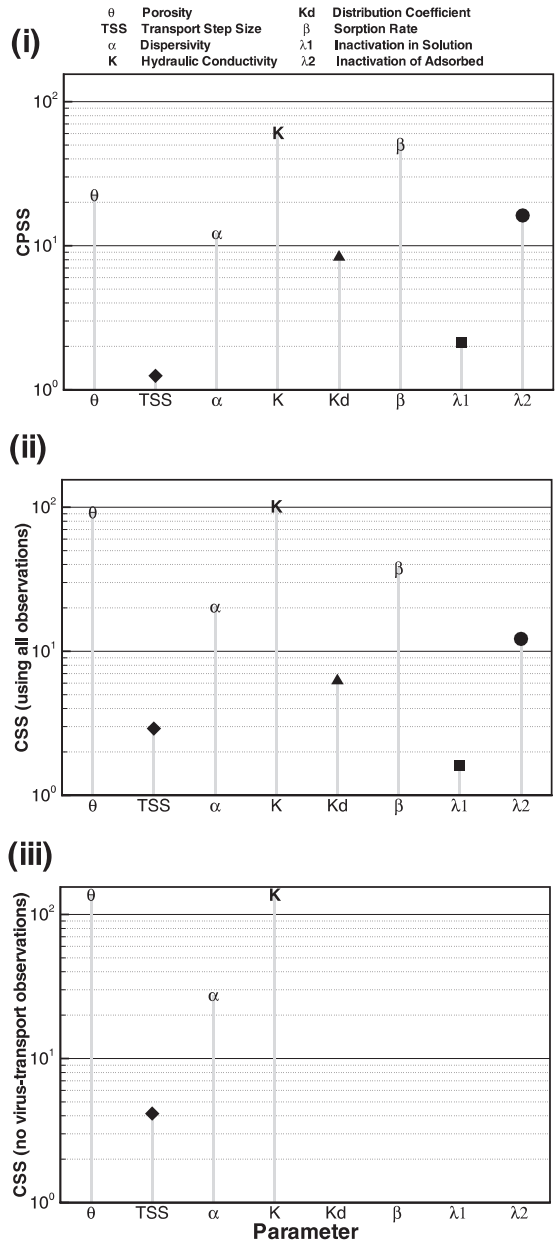 θ Porosity Kd Distribution Coefficient
TSS Transport Step Size β Sorption Rate
α Dispersivity λ1 Inactivation in Solution
K Hydraulic Conductivity λ2 Inactivation of Adsorbed
(i)
CPSS
10²
10¹
10⁰
θ
α
K
β
θ TSS α K Kd β λ1 λ2
(ii)
CSS (using all observations)
10²
10¹
10⁰
θ
α
K
β
θ TSS α K Kd β λ1 λ2
(iii)
CSS (no virus-transport observations)
10²
10¹
10⁰
θ
α
K
θ TSS α K Kd β λ1 λ2
Parameter